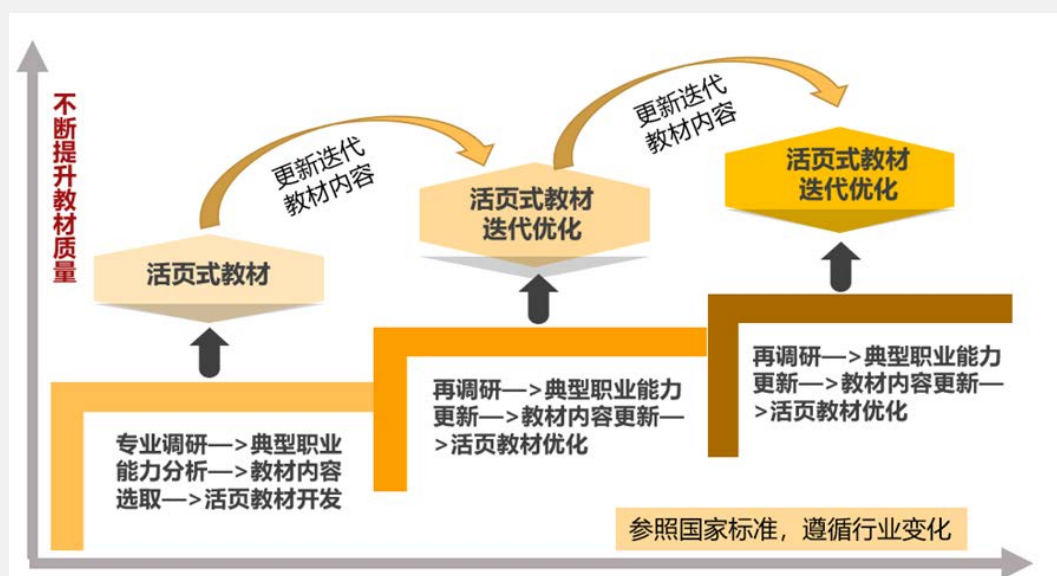 不断提升教材质量
更新迭代
教材内容
更新迭代
教材内容
活页式教材
活页式教材
迭代优化
活页式教材
迭代优化
专业调研—>典型职业
能力分析—>教材内容
选取—>活页教材开发
再调研—>典型职业能力
更新—>教材内容更新—
>活页教材优化
再调研—>典型职业能力
更新—>教材内容更新—
>活页教材优化
参照国家标准，遵循行业变化